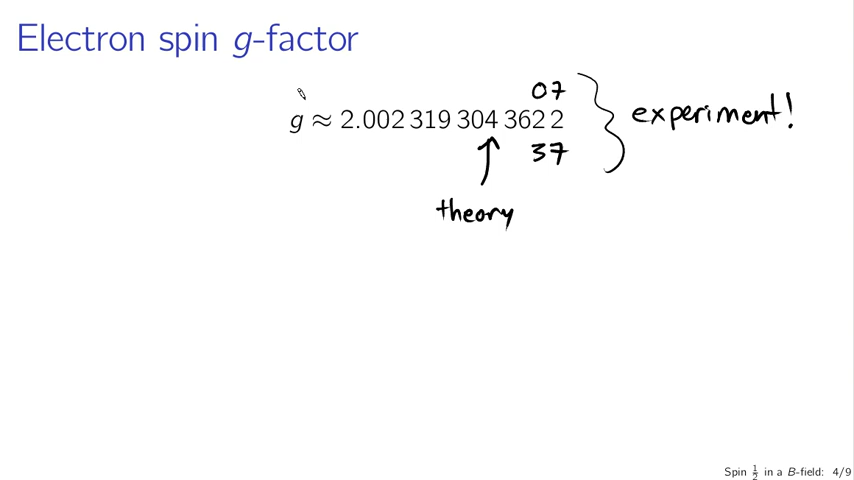 Electron spin g-factor
07
g ≈ 2.002 319 304 362 2
experiment!
37
theory
Spin 1/2 in a B-field: 4/9